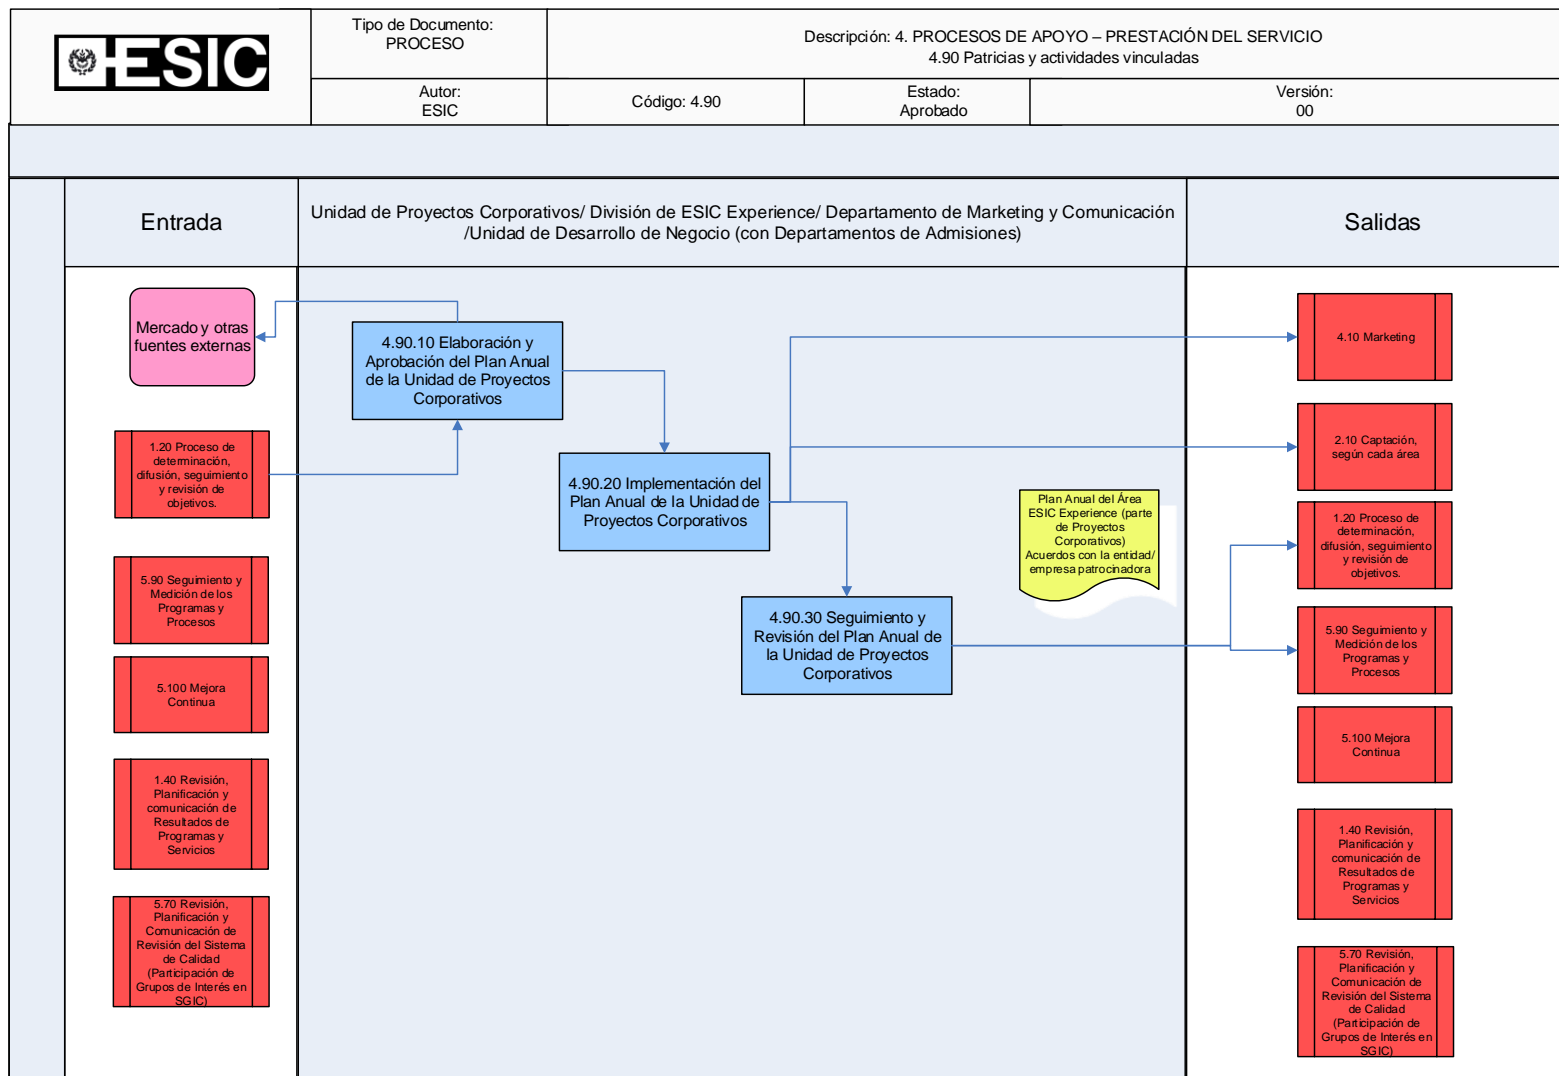 ESIC
Tipo de Documento:
PROCESO
Descripción: 4. PROCESOS DE APOYO – PRESTACIÓN DEL SERVICIO
4.90 Patricias y actividades vinculadas
Autor:
ESIC
Código: 4.90
Estado:
Aprobado
Versión:
00
Entrada
Unidad de Proyectos Corporativos/ División de ESIC Experience/ Departamento de Marketing y Comunicación
/Unidad de Desarrollo de Negocio (con Departamentos de Admisiones)
Salidas
Mercado y otras
fuentes externas
1.20 Proceso de
determinación,
difusión, seguimiento
y revisión de
objetivos.
5.90 Seguimiento y
Medición de los
Programas y
Procesos
5.100 Mejora
Continua
1.40 Revisión,
Planificación y
comunicación de
Resultados de
Programas y
Servicios
5.70 Revisión,
Planificación y
Comunicación de
Revisión del Sistema
de Calidad
(Participación de
Grupos de Interés en
SGIC)
4.90.10 Elaboración y
Aprobación del Plan Anual
de la Unidad de Proyectos
Corporativos
4.90.20 Implementación del
Plan Anual de la Unidad de
Proyectos Corporativos
4.90.30 Seguimiento y
Revisión del Plan Anual de
la Unidad de Proyectos
Corporativos
Plan Anual del Área
ESIC Experience (parte
de Proyectos
Corporativos)
Acuerdos con la entidad/
empresa patrocinadora
4.10 Marketing
2.10 Captación,
según cada área
1.20 Proceso de
determinación,
difusión, seguimiento
y revisión de
objetivos.
5.90 Seguimiento y
Medición de los
Programas y
Procesos
5.100 Mejora
Continua
1.40 Revisión,
Planificación y
comunicación de
Resultados de
Programas y
Servicios
5.70 Revisión,
Planificación y
Comunicación de
Revisión del Sistema
de Calidad
(Participación de
Grupos de Interés en
SGIC)